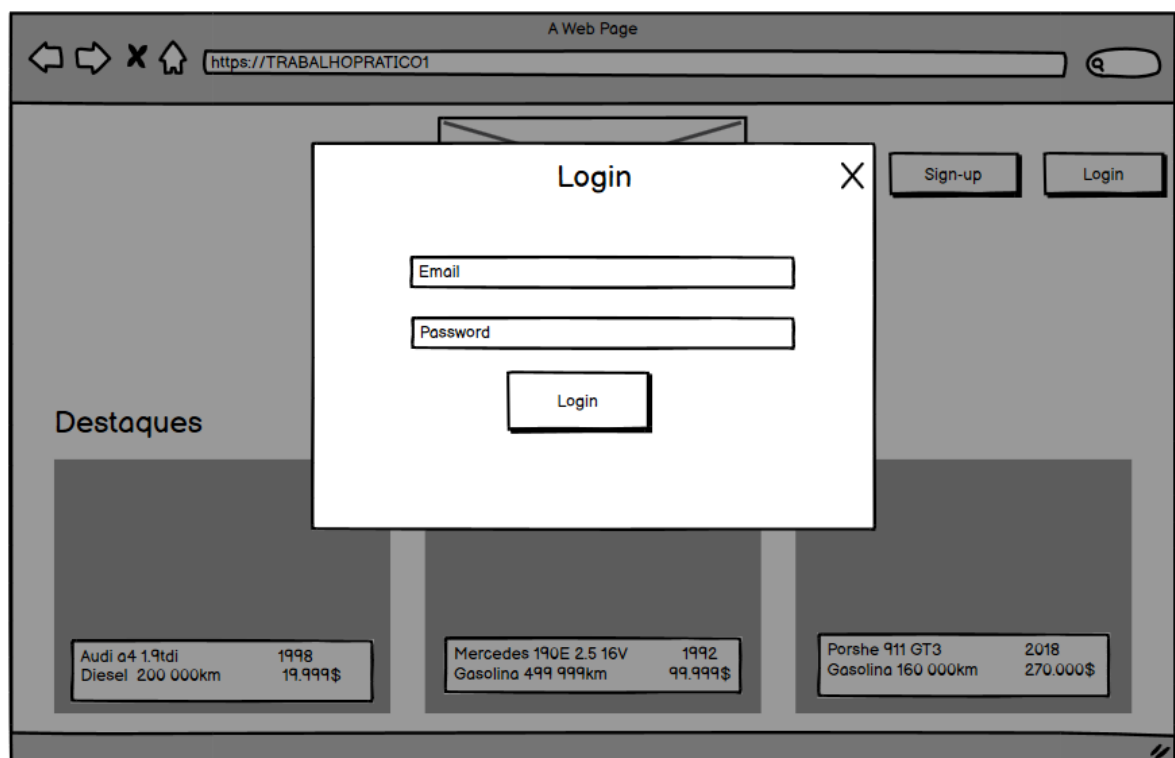 A Web Page
https://TRABALHOPRATICO1
Login
Sign-up
Login
Email
Password
Login
Destaques
Audi a4 1.9tdi 1998
Diesel 200 000km 19.999$
Mercedes 190E 2.5 16V 1992
Gasolina 499 999km 99.999$
Porshe 911 GT3 2018
Gasolina 160 000km 270.000$